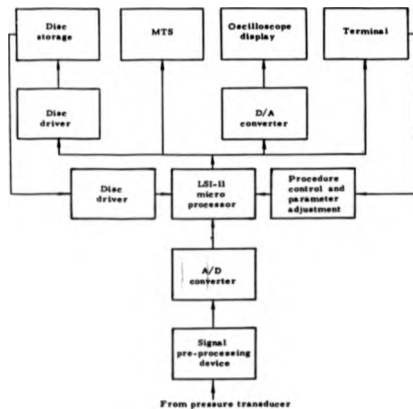 Disc
storage
MTS
Oscilloscope
display
Terminal
Disc
driver
D/A
converter
Disc
driver
LSI-11
micro
processor
Procedure
control and
parameter
adjustment
A/D
converter
Signal
pre-processing
device
From pressure transducer